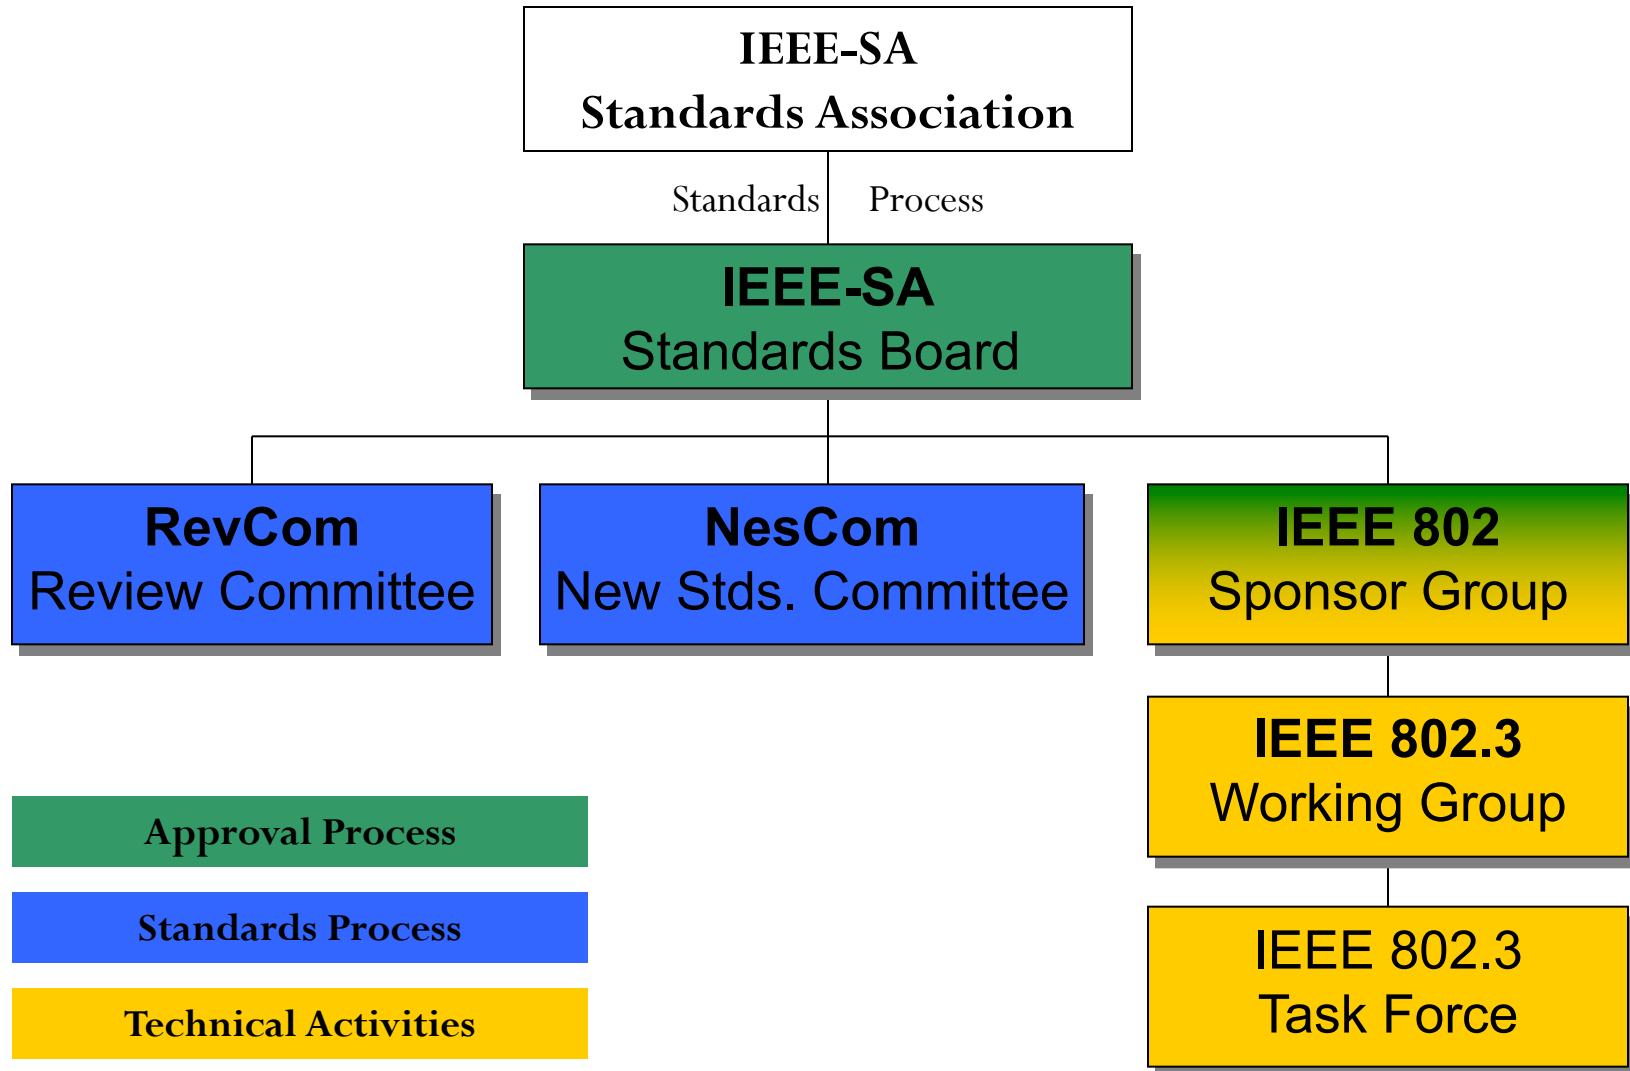 IEEE-SA
Standards Association
Standards Process
IEEE-SA
Standards Board
RevCom
Review Committee
NesCom
New Stds. Committee
IEEE 802
Sponsor Group
IEEE 802.3
Working Group
IEEE 802.3
Task Force
Approval Process
Standards Process
Technical Activities